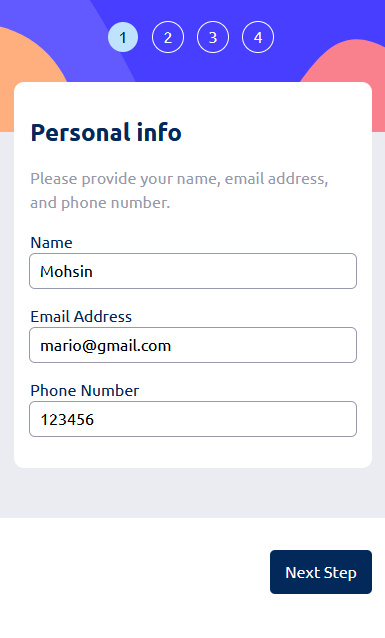 1 2 3 4
Personal info
Please provide your name, email address,
and phone number.
Name
Mohsin
Email Address
mario@gmail.com
Phone Number
123456
Next Step